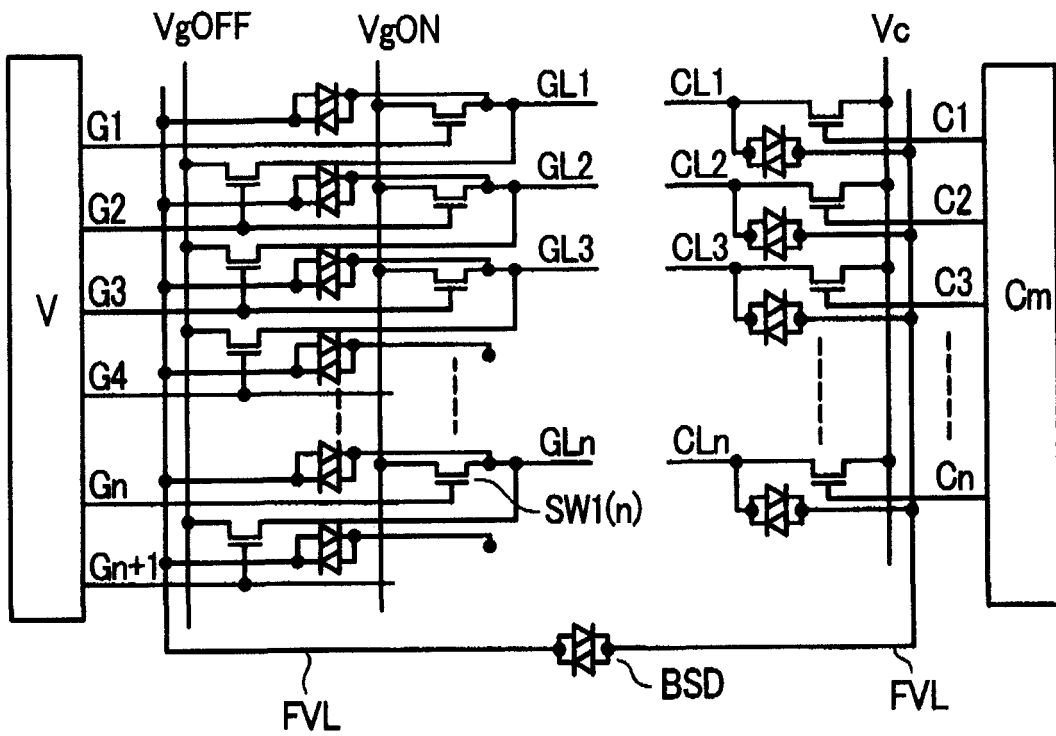 VgOFF VgON Vc
GL1 CL1
G1 C1
GL2 CL2
G2 C2
GL3 CL3
G3 C3
V Cm
G4
GLn CLn
Gn Cn
SW1(n)
Gn+1
BSD
FVL FVL